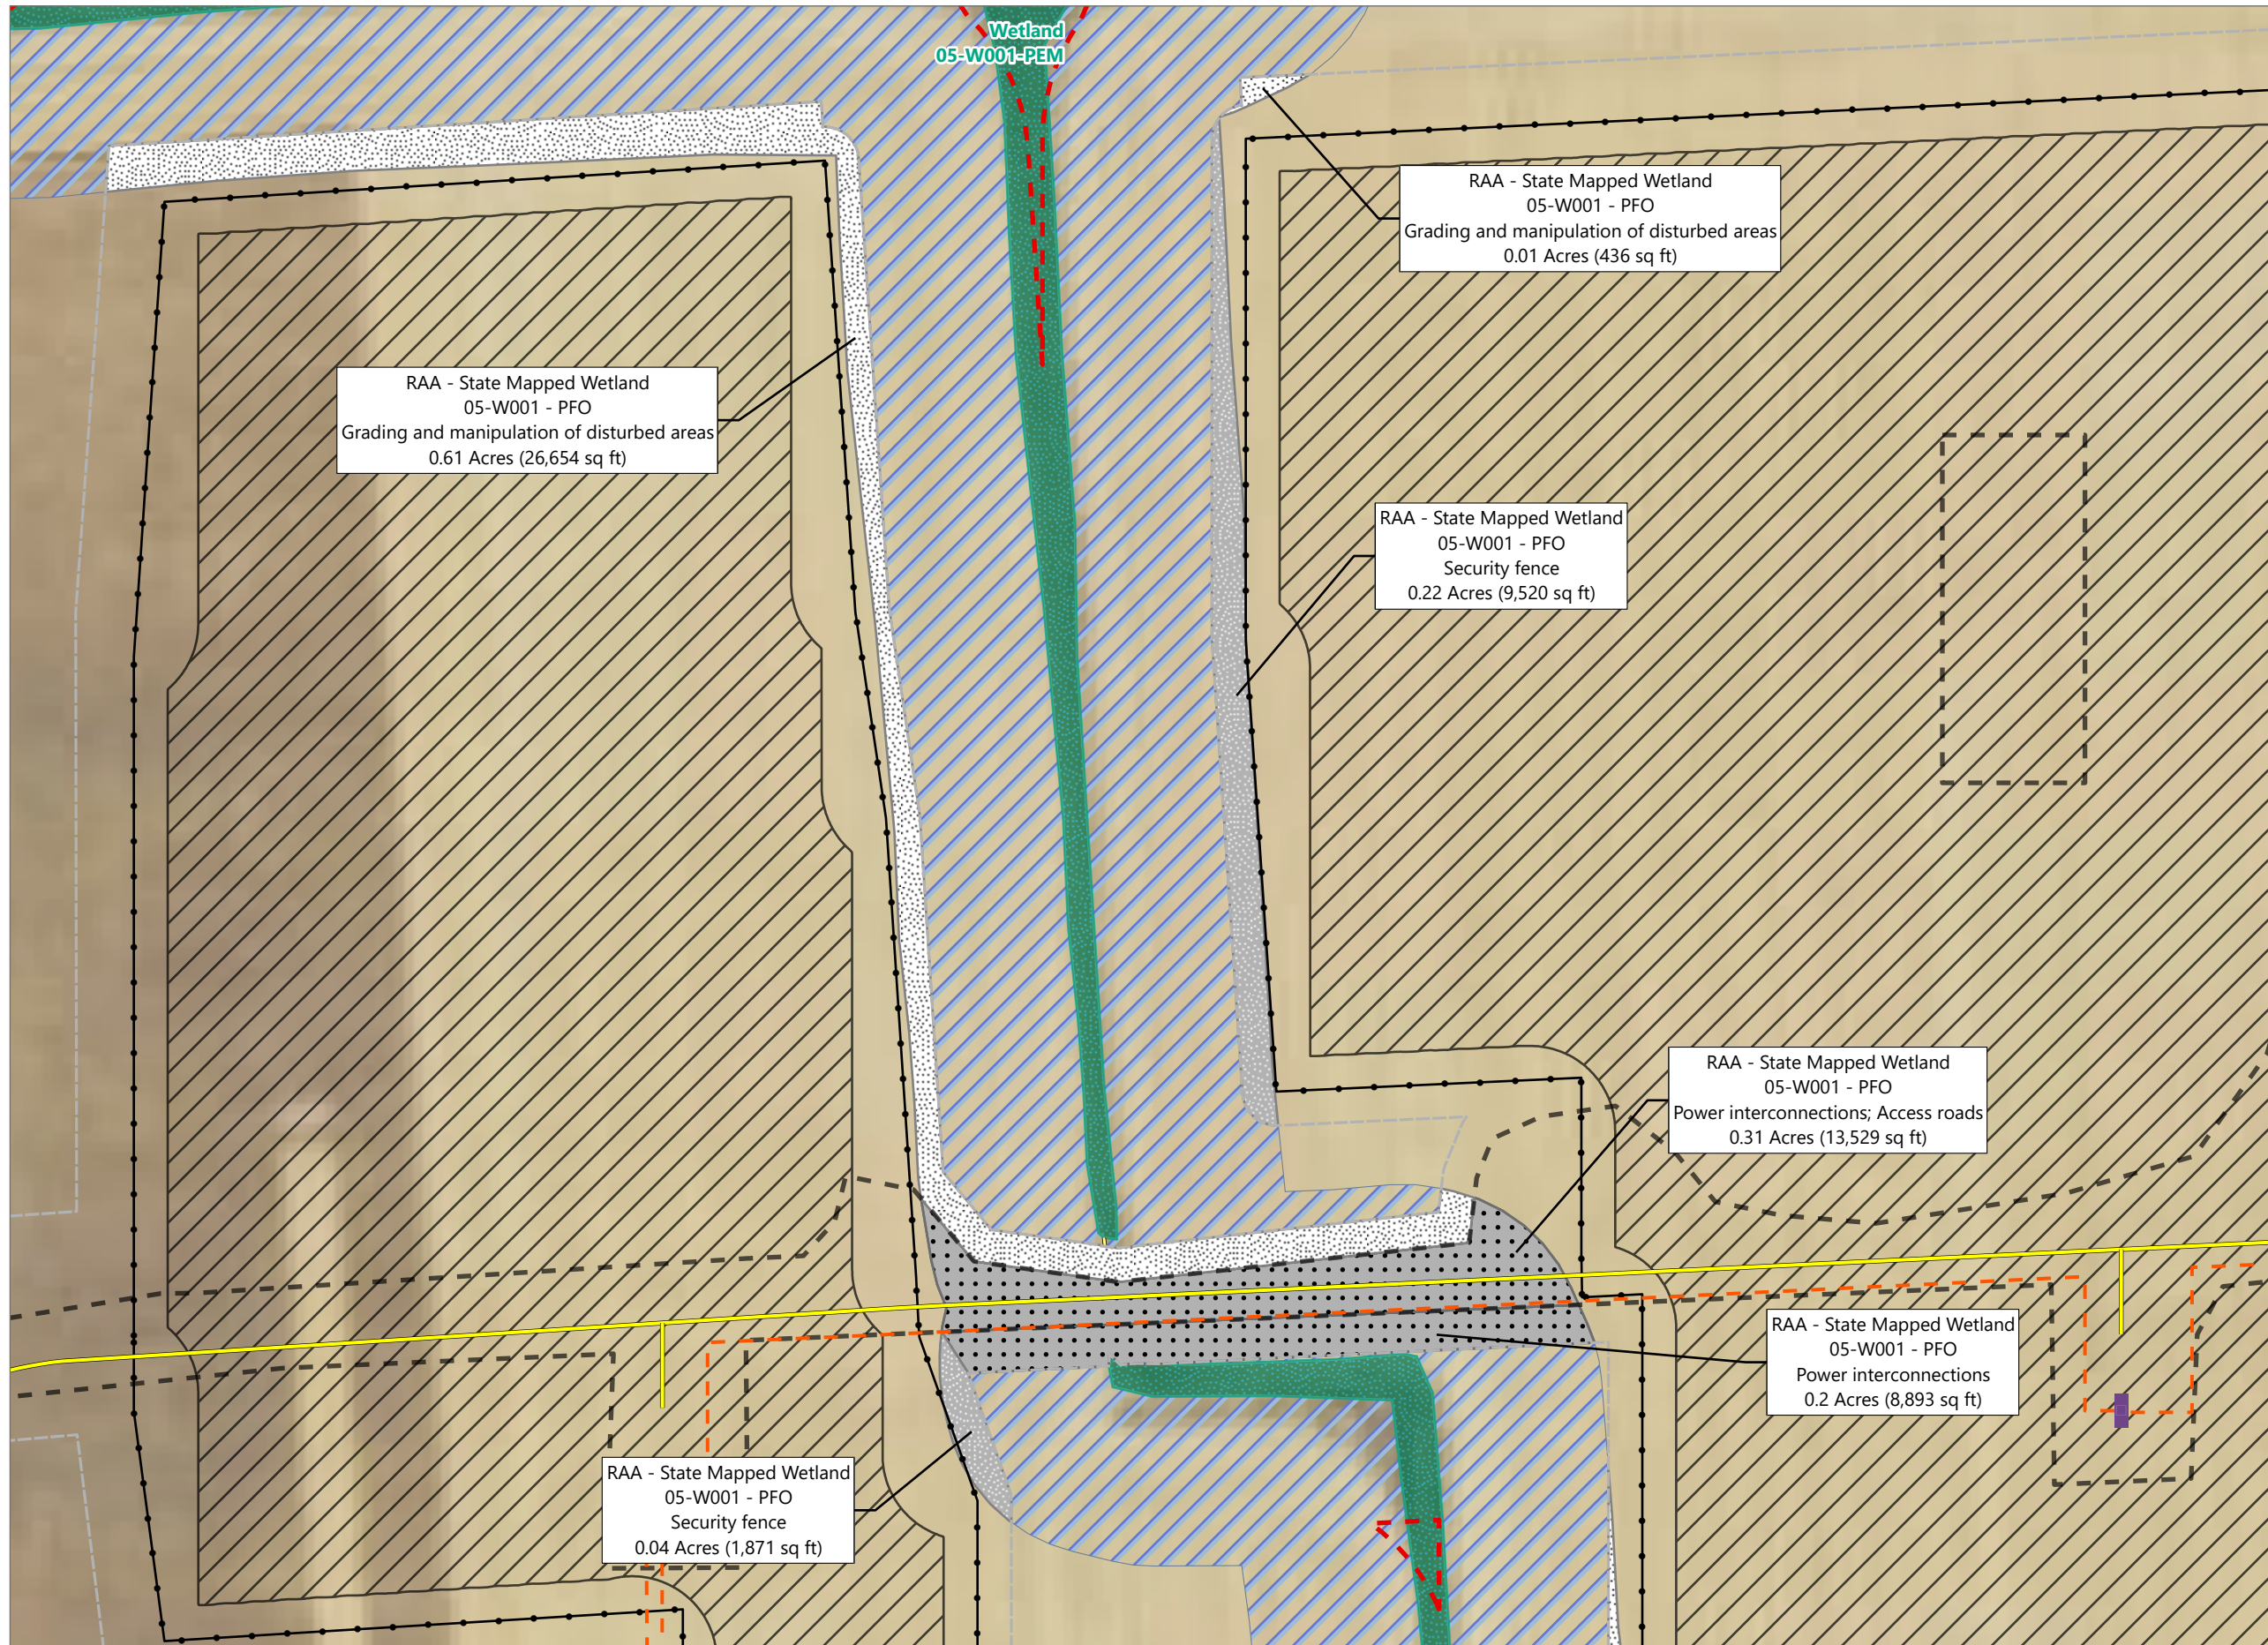 Wetland
05-W001-PEM
RAA - State Mapped Wetland
05-W001 - PFO
Grading and manipulation of disturbed areas
0.01 Acres (436 sq ft)
RAA - State Mapped Wetland
05-W001 - PFO
Grading and manipulation of disturbed areas
0.61 Acres (26,654 sq ft)
RAA - State Mapped Wetland
05-W001 - PFO
Security fence
0.22 Acres (9,520 sq ft)
RAA - State Mapped Wetland
05-W001 - PFO
Power interconnections; Access roads
0.31 Acres (13,529 sq ft)
RAA - State Mapped Wetland
05-W001 - PFO
Power interconnections
0.2 Acres (8,893 sq ft)
RAA - State Mapped Wetland
05-W001 - PFO
Security fence
0.04 Acres (1,871 sq ft)